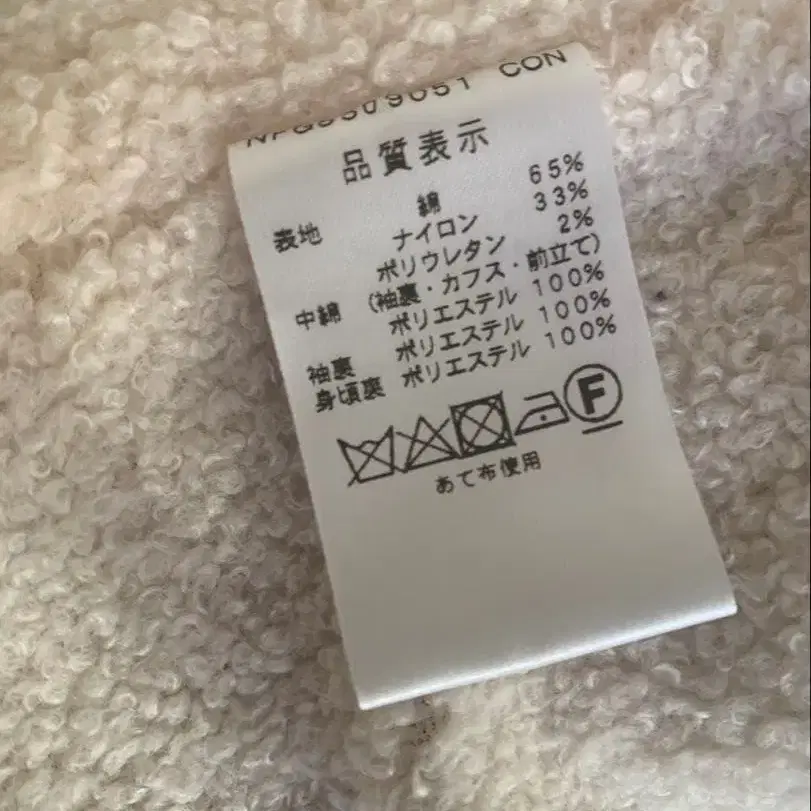 NPG5509051 CON
品質表示
表地 綿 65%
ナイロン 33%
ポリウレタン 2%
中綿 (袖裏・カフス・前立て)
ポリエステル 100%
袖裏 ポリエステル 100%
身頃裏 ポリエステル 100%
F
あて布使用